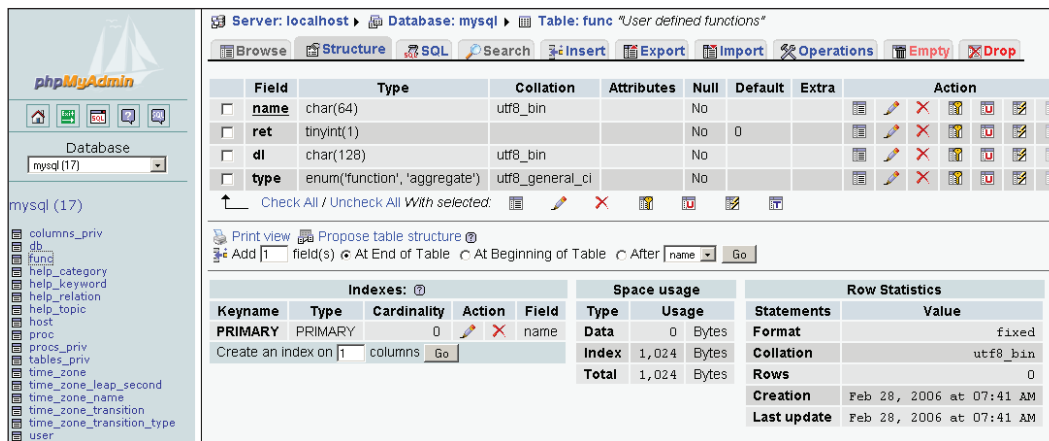 Server: localhost Database: mysql Table: func "User defined functions"
Browse Structure SQL Search Insert Export Import Operations Empty Drop
phpMyAdmin
SQL
Database
mysql (17)
mysql (17)
columns_priv
db
func
help_category
help_keyword
help_relation
help_topic
host
proc
procs_priv
tables_priv
time_zone
time_zone_leap_second
time_zone_name
time_zone_transition
time_zone_transition_type
user
Field Type Collation Attributes Null Default Extra Action
name char(64) utf8_bin No
ret tinyint(1) No 0
dl char(128) utf8_bin No
type enum('function', 'aggregate') utf8_general_ci No
Check All / Uncheck All With selected:
Print view Propose table structure
Add 1 field(s) At End of Table At Beginning of Table After name Go
Indexes:
Keyname Type Cardinality Action Field
PRIMARY PRIMARY 0 name
Create an index on 1 columns Go
Space usage
Type Usage
Data 0 Bytes
Index 1,024 Bytes
Total 1,024 Bytes
Row Statistics
Statements Value
Format fixed
Collation utf8_bin
Rows 0
Creation Feb 28, 2006 at 07:41 AM
Last update Feb 28, 2006 at 07:41 AM